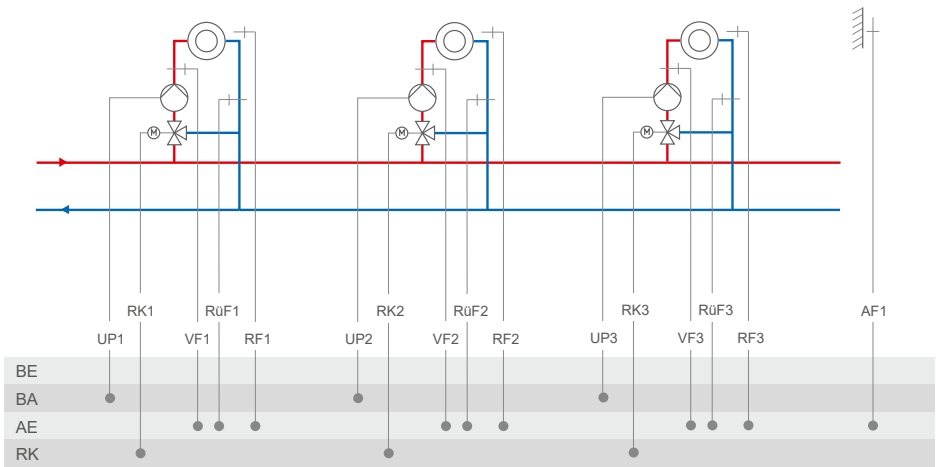 M M M
RK1 RüF1 RK2 RüF2 RK3 RüF3 AF1
UP1 VF1 RF1 UP2 VF2 RF2 UP3 VF3 RF3
BE
BA
AE
RK